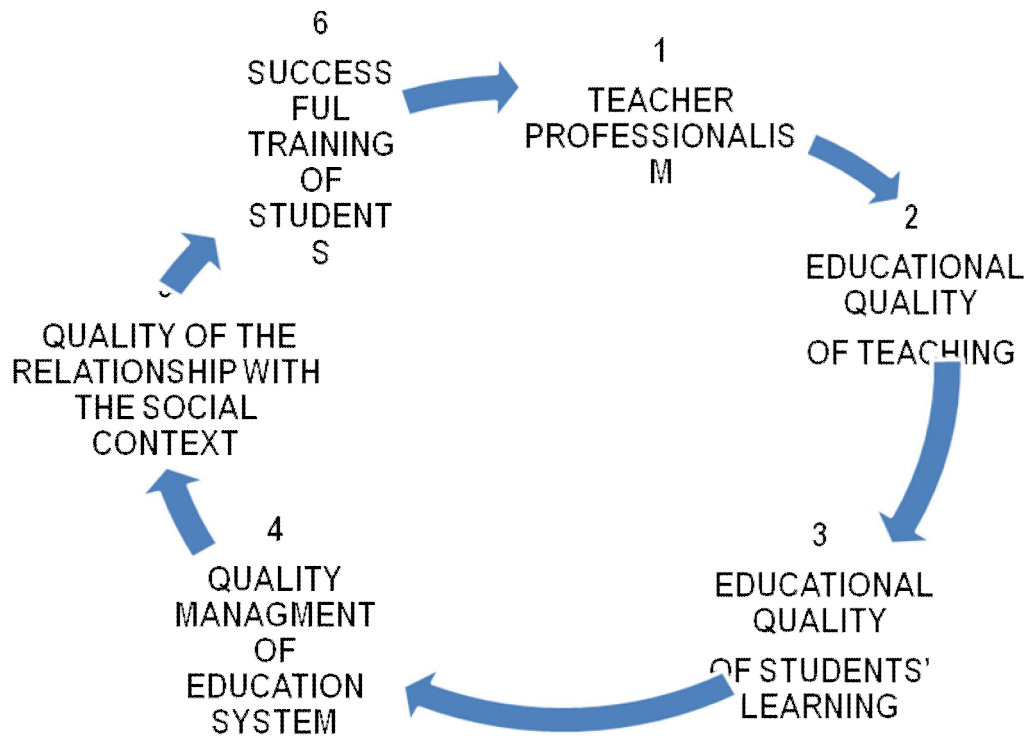 6
SUCCESS
FUL
TRAINING
OF
STUDENT
S
1
TEACHER
PROFESSIONALIS
M
2
EDUCATIONAL
QUALITY
OF TEACHING
3
EDUCATIONAL
QUALITY
OF STUDENTS’
LEARNING
4
QUALITY
MANAGMENT
OF
EDUCATION
SYSTEM
QUALITY OF THE
RELATIONSHIP WITH
THE SOCIAL
CONTEXT